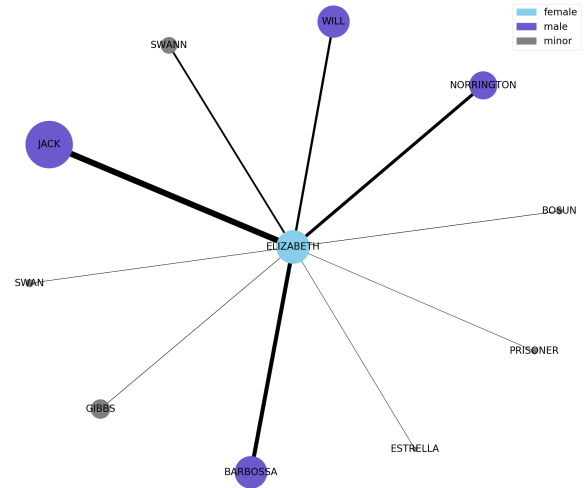 female
male
minor
WILL
SWANN
NORRINGTON
JACK
BOSUN
ELIZABETH
SWAN
PRISONER
GIBBS
ESTRELLA
BARBOSSA